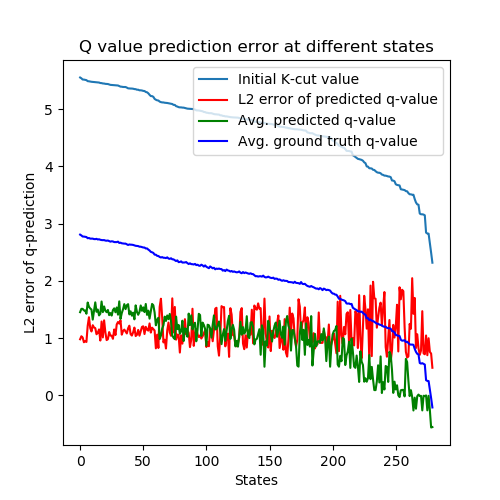 Q value prediction error at different states
Initial K-cut value
L2 error of predicted q-value
Avg. predicted q-value
Avg. ground truth q-value
L2 error of q-prediction
5
4
3
2
1
0
0 50 100 150 200 250
States